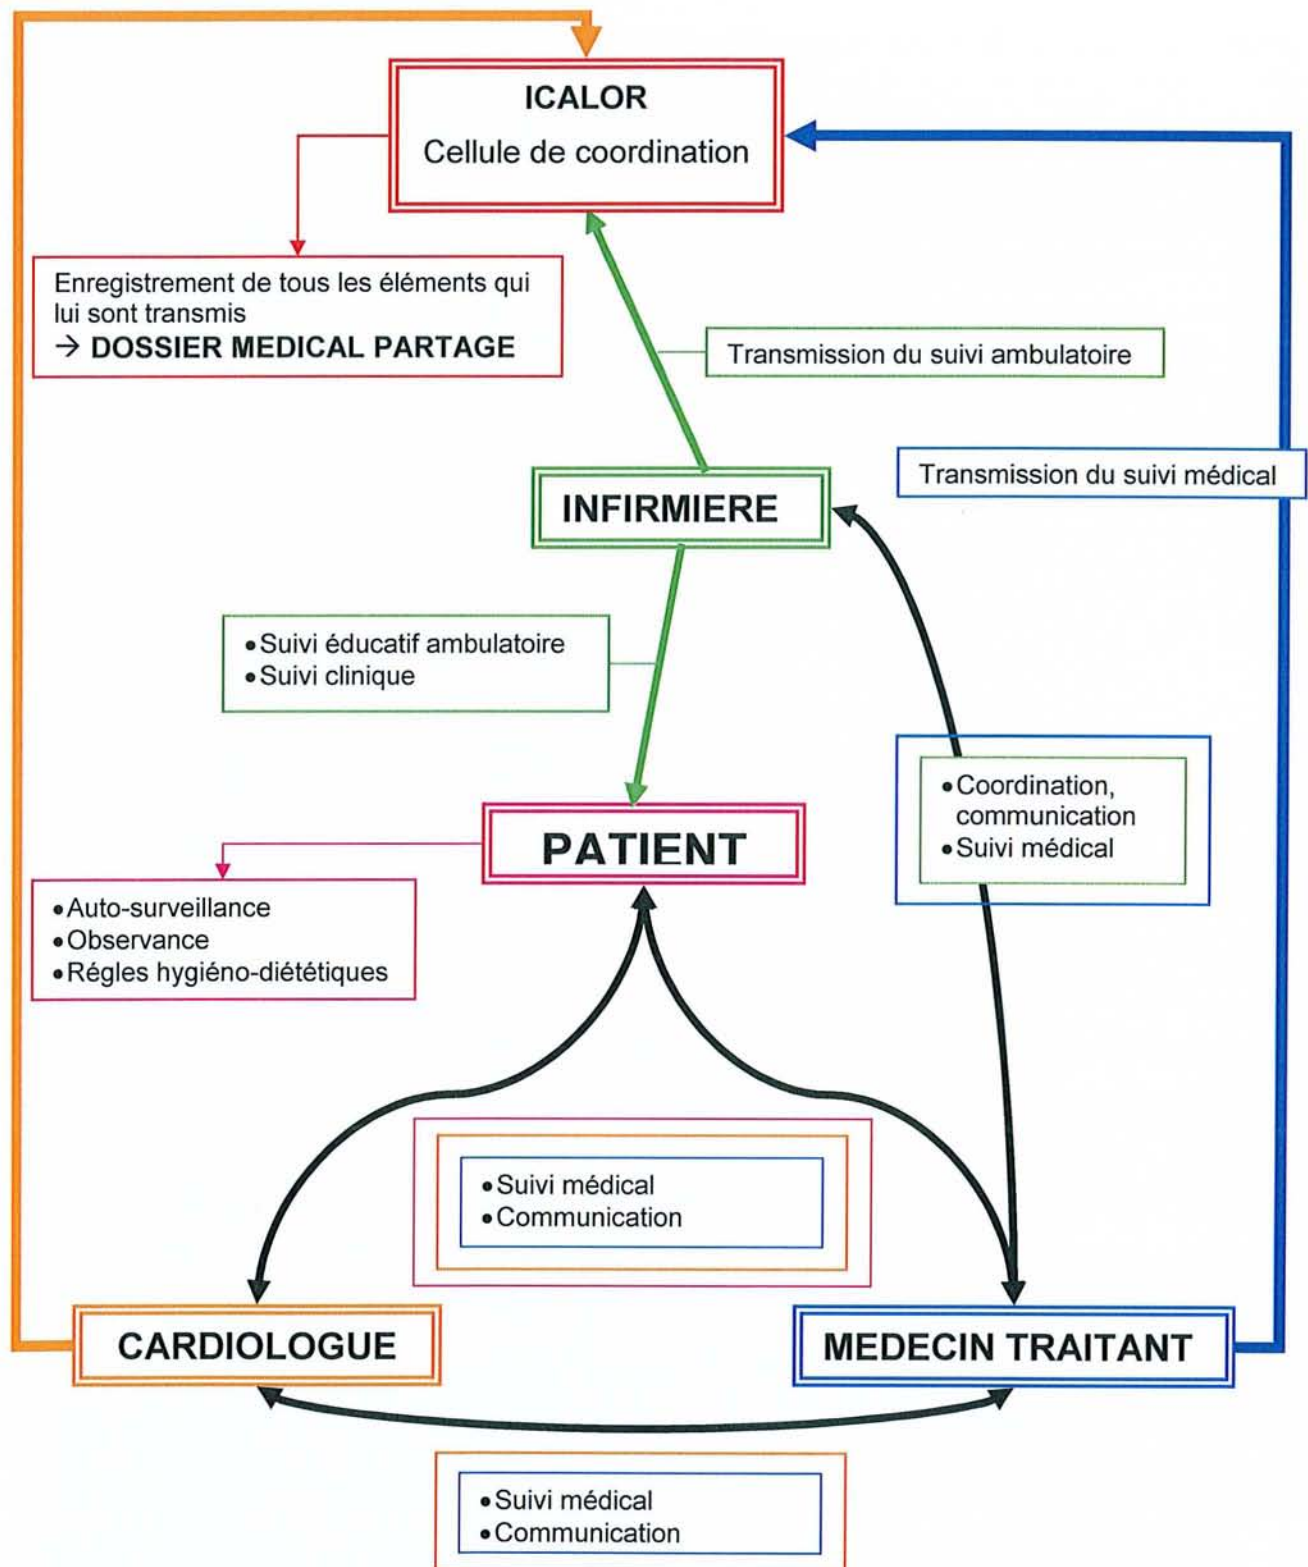 ICALOR
Cellule de coordination
Enregistrement de tous les éléments qui
lui sont transmis
→ DOSSIER MEDICAL PARTAGE
Transmission du suivi ambulatoire
Transmission du suivi médical
INFIRMIERE
•Suivi éducatif ambulatoire
•Suivi clinique
•Coordination,
communication
•Suivi médical
PATIENT
•Auto-surveillance
•Observance
•Régles hygiéno-diététiques
•Suivi médical
•Communication
CARDIOLOGUE
MEDECIN TRAITANT
•Suivi médical
•Communication